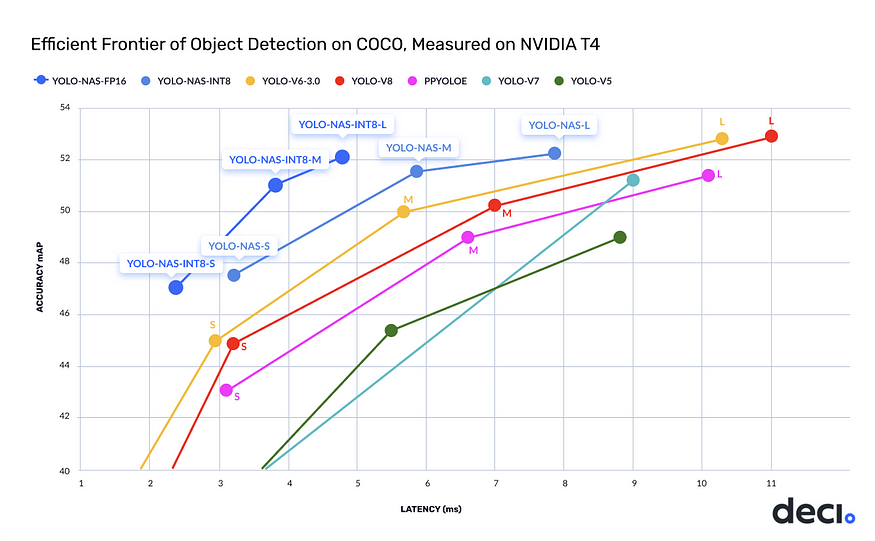 Efficient Frontier of Object Detection on COCO, Measured on NVIDIA T4
YOLO-NAS-FP16 YOLO-NAS-INT8 YOLO-V6-3.0 YOLO-V8 PPYOLOE YOLO-V7 YOLO-V5
54
52
50
48
46
44
42
40
ACCURACY mAP
YOLO-NAS-INT8-L
YOLO-NAS-L
L
L
YOLO-NAS-INT8-M
YOLO-NAS-M
L
M
M
YOLO-NAS-S
M
YOLO-NAS-INT8-S
S
S
S
1 2 3 4 5 6 7 8 9 10 11
LATENCY (ms)
deci.